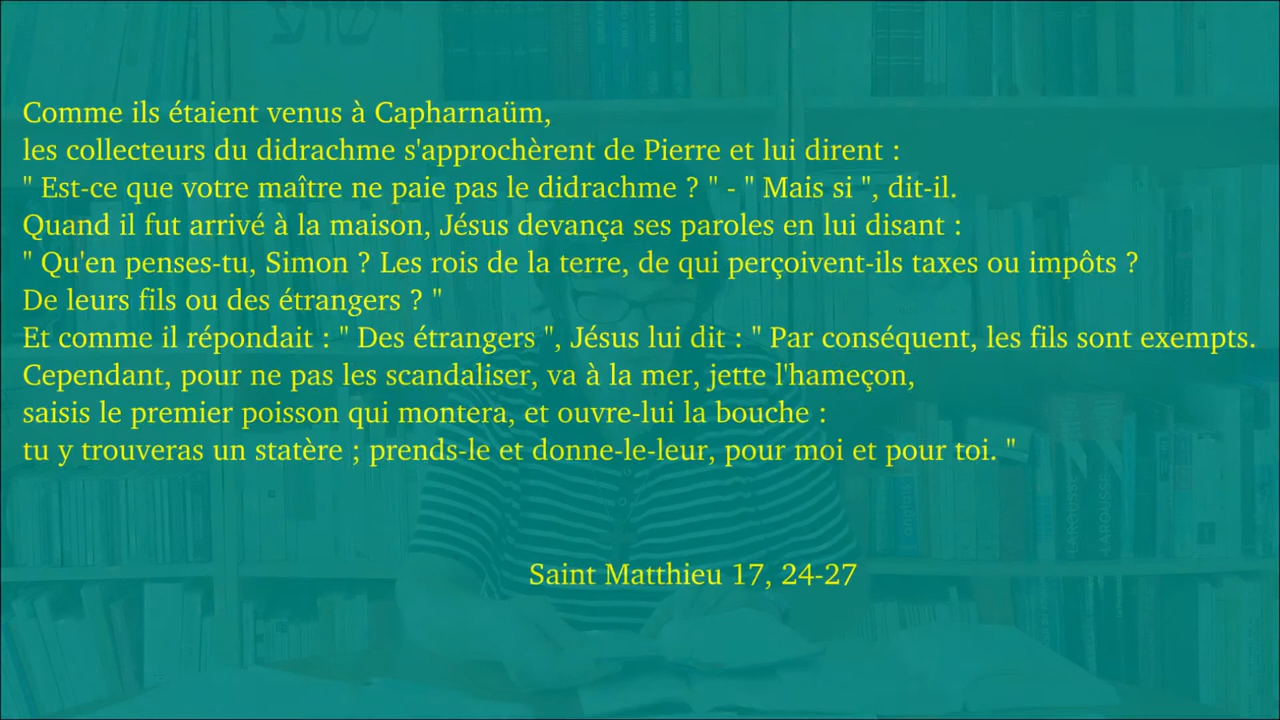 ישוע
Comme ils étaient venus à Capharnaüm,
les collecteurs du didrachme s'approchèrent de Pierre et lui dirent :
" Est-ce que votre maître ne paie pas le didrachme ? " - " Mais si ", dit-il.
Quand il fut arrivé à la maison, Jésus devança ses paroles en lui disant :
" Qu'en penses-tu, Simon ? Les rois de la terre, de qui perçoivent-ils taxes ou impôts ?
De leurs fils ou des étrangers ? "
Et comme il répondait : " Des étrangers ", Jésus lui dit : " Par conséquent, les fils sont exempts.
Cependant, pour ne pas les scandaliser, va à la mer, jette l'hameçon,
saisis le premier poisson qui montera, et ouvre-lui la bouche :
tu y trouveras un statère ; prends-le et donne-le-leur, pour moi et pour toi. "
anglais
LAROUSSE
LAROUSSE
Saint Matthieu 17, 24-27